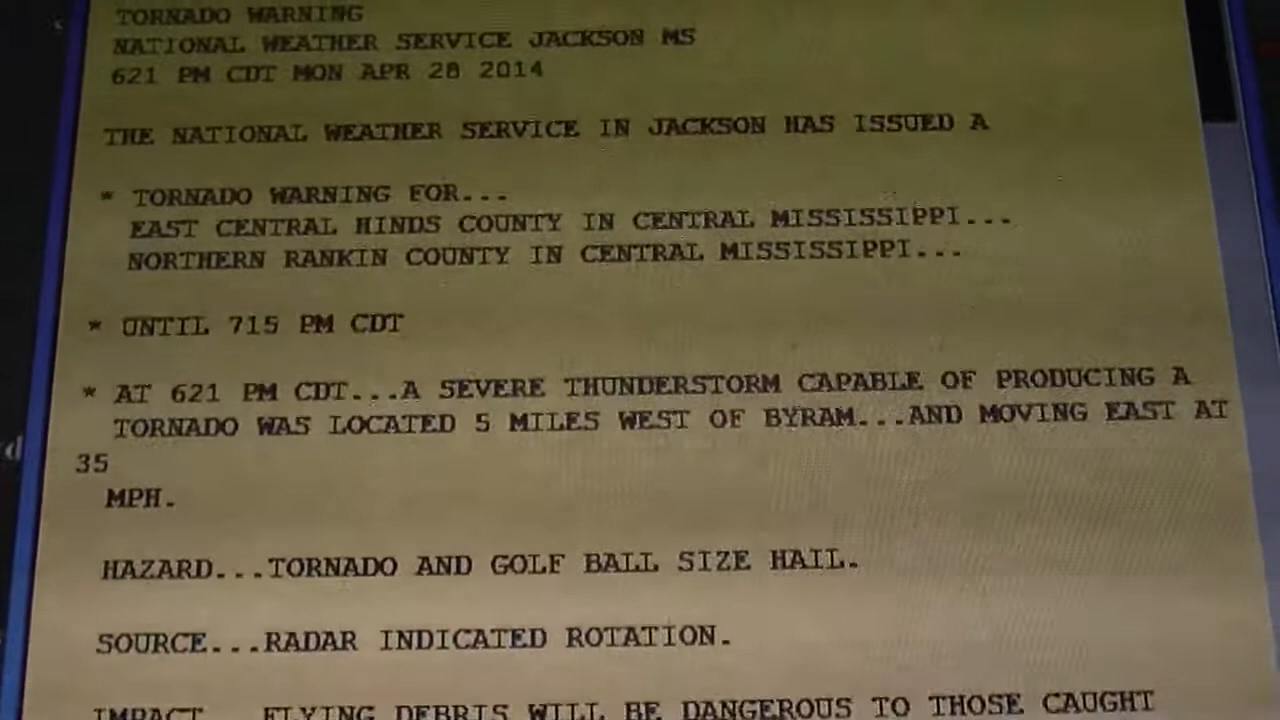 TORNADO WARNING
NATIONAL WEATHER SERVICE JACKSON MS
621 PM CDT MON APR 28 2014
THE NATIONAL WEATHER SERVICE IN JACKSON HAS ISSUED A
* TORNADO WARNING FOR...
EAST CENTRAL HINDS COUNTY IN CENTRAL MISSISSIPPI...
NORTHERN RANKIN COUNTY IN CENTRAL MISSISSIPPI...
* UNTIL 715 PM CDT
* AT 621 PM CDT...A SEVERE THUNDERSTORM CAPABLE OF PRODUCING A
TORNADO WAS LOCATED 5 MILES WEST OF BYRAM...AND MOVING EAST AT
35
MPH.
HAZARD...TORNADO AND GOLF BALL SIZE HAIL.
SOURCE...RADAR INDICATED ROTATION.
IMPACT...FLYING DEBRIS WILL BE DANGEROUS TO THOSE CAUGHT